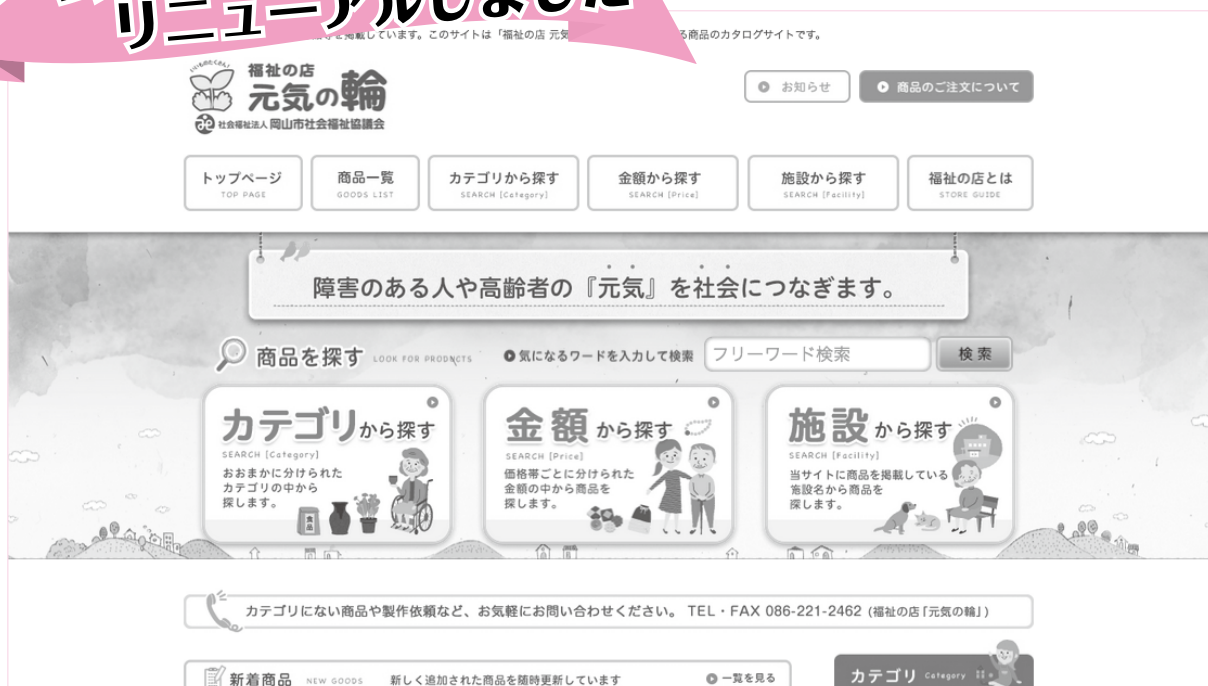 リニューアルしました
を掲載しています。このサイトは「福祉の店 元気
る商品のカタログサイトです。
いいものたくさん!
福祉の店
元気の輪
社会福祉法人 岡山市社会福祉協議会
お知らせ
商品のご注文について
トップページ
TOP PAGE
商品一覧
GOODS LIST
カテゴリから探す
SEARCH [Category]
金額から探す
SEARCH [Price]
施設から探す
SEARCH [Facility]
福祉の店とは
STORE GUIDE
障害のある人や高齢者の『元気』を社会につなぎます。
商品を探す LOOK FOR PRODUCTS
気になるワードを入力して検索
フリーワード検索
検索
カテゴリから探す
SEARCH [Category]
おおまかに分けられた
カテゴリの中から
探します。
食品
金額から探す
SEARCH [Price]
価格帯ごとに分けられた
金額の中から商品を
探します。
施設から探す
SEARCH [Facility]
当サイトに商品を掲載している
施設名から商品を
探します。
カテゴリにない商品や製作依頼など、お気軽にお問い合わせください。 TEL・FAX 086-221-2462 (福祉の店「元気の輪」)
新着商品 NEW GOODS 新しく追加された商品を随時更新しています
一覧を見る
カテゴリ Category